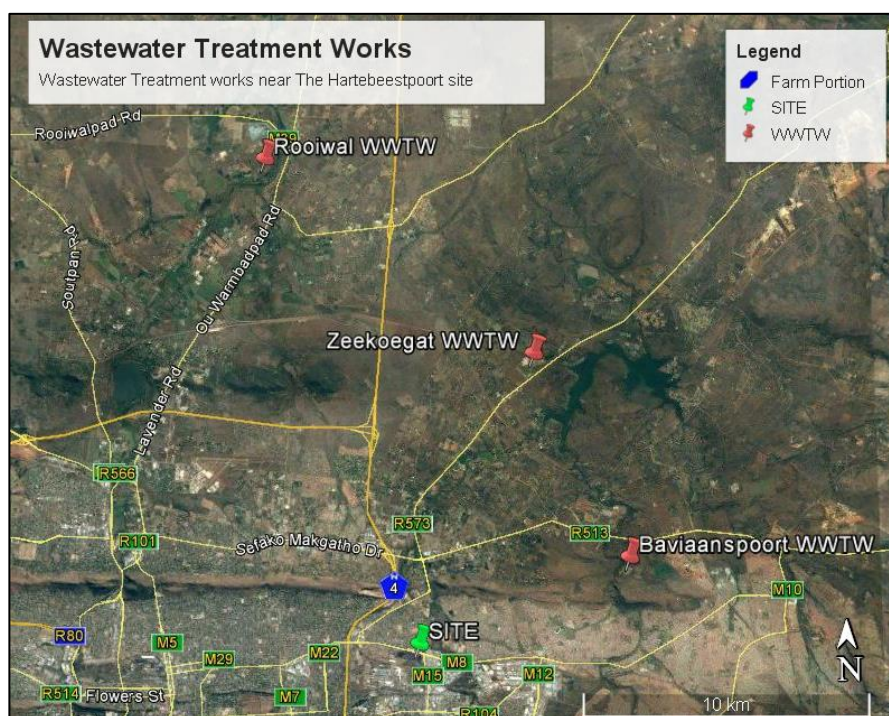 Wastewater Treatment Works
Wastewater Treatment works near The Hartebeestpoort site
Legend
Farm Portion
SITE
WWTW
Rooiwalpad Rd
Rooiwal WWTW
Soutpan Rd
Ou Warmbadpad Rd
Zeekoegat WWTW
Lavender Rd
R566
R573
R513
R101
Sefako Makgatho Dr
Baviaanspoort WWTW
4
M10
SITE
R80
M5
M22
M29
M8
M15
M12
N
R514
Flowers St
M7
R104
10 km